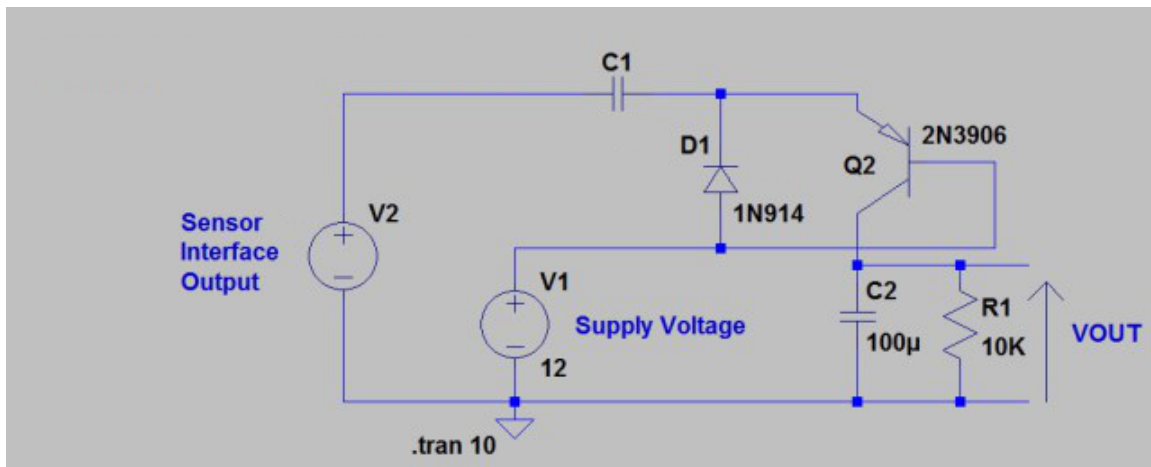 C1
2N3906
D1
Q2
1N914
V2
Sensor
Interface
Output
V1
Supply Voltage
12
C2
100µ
R1
10K
VOUT
.tran 10
+
−
+
−